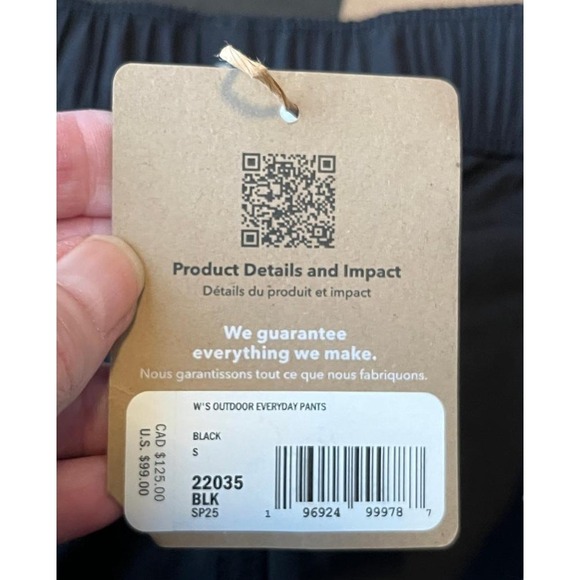 Product Details and Impact
Détails du produit et impact
We guarantee
everything we make.
Nous garantissons tout ce que nous fabriquons.
CAD $125.00
U.S. $99.00
W'S OUTDOOR EVERYDAY PANTS
BLACK
S
22035
BLK
SP25
1 96924 99978 7